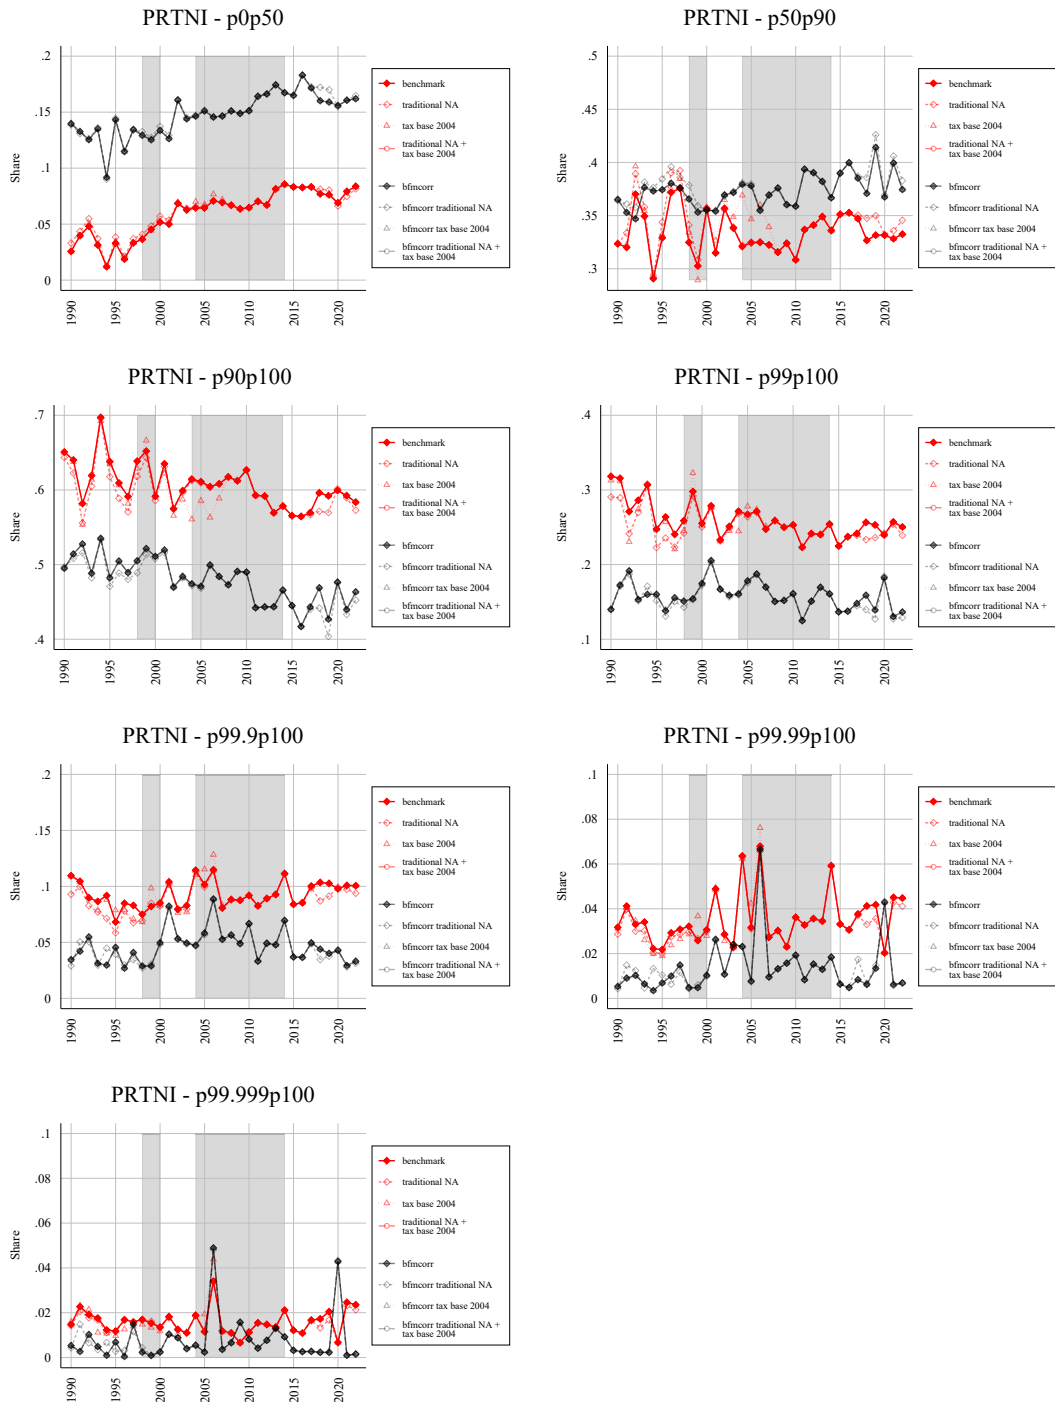 PRTNI - p0p50
.2
.15
.1
.05
0
Share
1990
1995
2000
2005
2010
2015
2020
benchmark
traditional NA
tax base 2004
traditional NA +
tax base 2004
bfmcorr
bfmcorr traditional NA
bfmcorr tax base 2004
bfmcorr traditional NA +
tax base 2004
PRTNI - p50p90
.5
.45
.4
.35
.3
Share
1990
1995
2000
2005
2010
2015
2020
benchmark
traditional NA
tax base 2004
traditional NA +
tax base 2004
bfmcorr
bfmcorr traditional NA
bfmcorr tax base 2004
bfmcorr traditional NA +
tax base 2004
PRTNI - p90p100
.7
.6
.5
.4
Share
1990
1995
2000
2005
2010
2015
2020
benchmark
traditional NA
tax base 2004
traditional NA +
tax base 2004
bfmcorr
bfmcorr traditional NA
bfmcorr tax base 2004
bfmcorr traditional NA +
tax base 2004
PRTNI - p99p100
.4
.3
.2
.1
Share
1990
1995
2000
2005
2010
2015
2020
benchmark
traditional NA
tax base 2004
traditional NA +
tax base 2004
bfmcorr
bfmcorr traditional NA
bfmcorr tax base 2004
bfmcorr traditional NA +
tax base 2004
PRTNI - p99.9p100
.2
.15
.1
.05
0
Share
1990
1995
2000
2005
2010
2015
2020
benchmark
traditional NA
tax base 2004
traditional NA +
tax base 2004
bfmcorr
bfmcorr traditional NA
bfmcorr tax base 2004
bfmcorr traditional NA +
tax base 2004
PRTNI - p99.99p100
.1
.08
.06
.04
.02
0
Share
1990
1995
2000
2005
2010
2015
2020
benchmark
traditional NA
tax base 2004
traditional NA +
tax base 2004
bfmcorr
bfmcorr traditional NA
bfmcorr tax base 2004
bfmcorr traditional NA +
tax base 2004
PRTNI - p99.999p100
.1
.08
.06
.04
.02
0
Share
1990
1995
2000
2005
2010
2015
2020
benchmark
traditional NA
tax base 2004
traditional NA +
tax base 2004
bfmcorr
bfmcorr traditional NA
bfmcorr tax base 2004
bfmcorr traditional NA +
tax base 2004